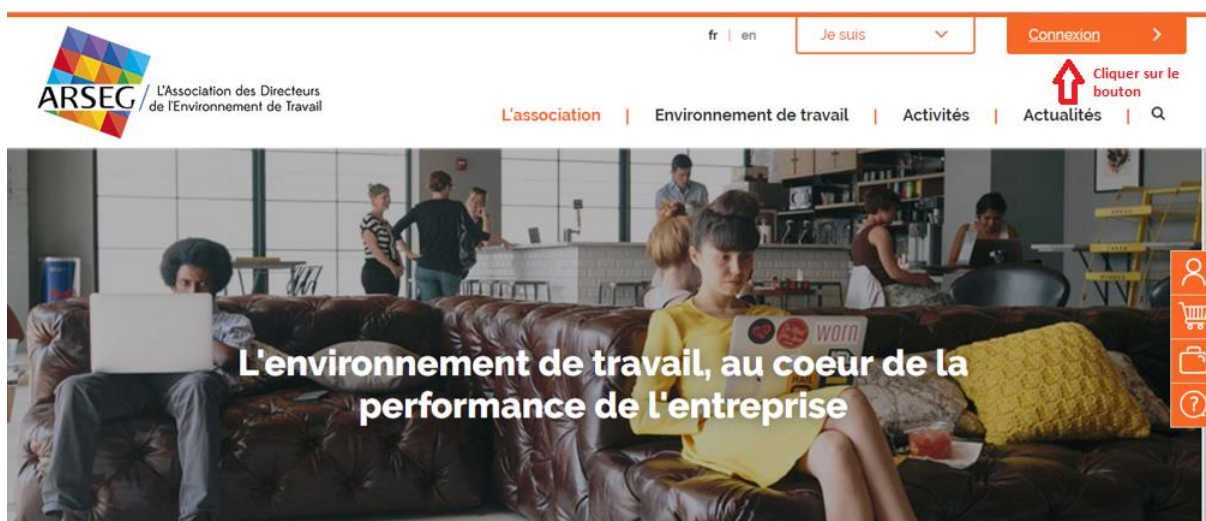 fr | en
Je suis
Connexion
Cliquer sur le
bouton
ARSEG
L'Association des Directeurs
de l'Environnement de Travail
L'association | Environnement de travail | Activités | Actualités |
worn
L'environnement de travail, au coeur de la
performance de l'entreprise